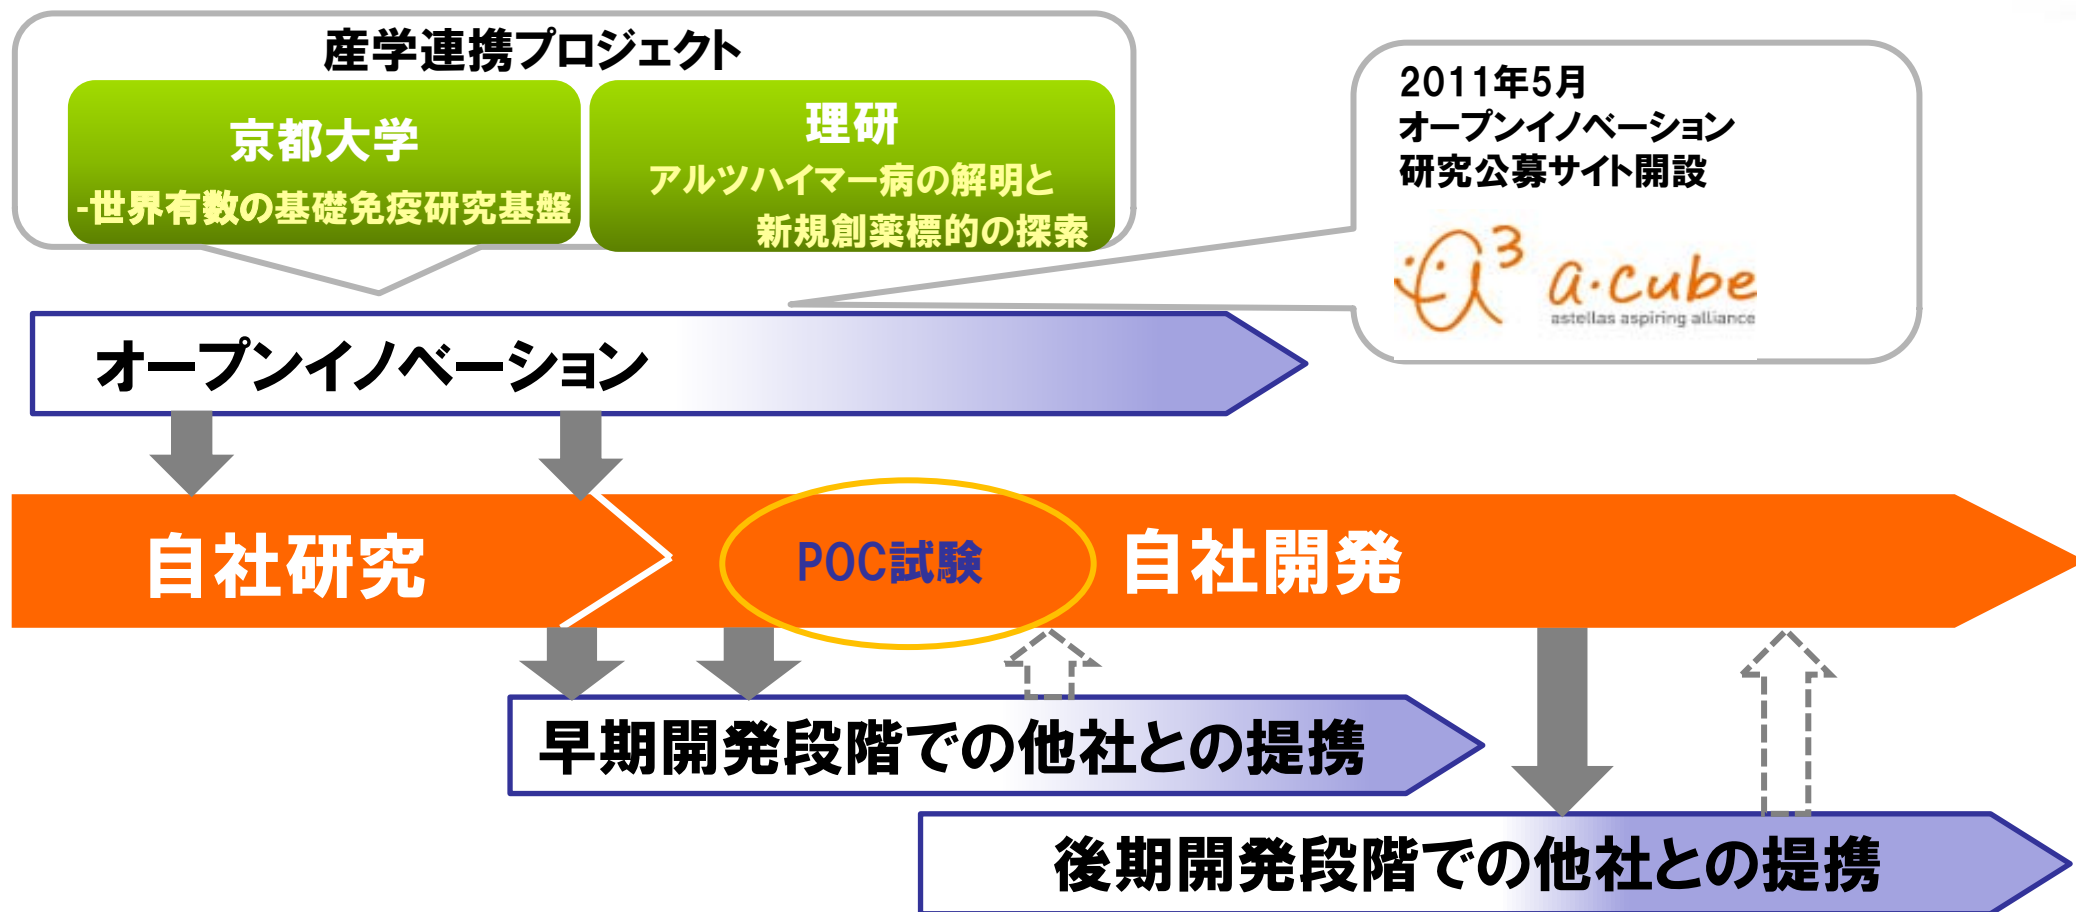 産学連携プロジェクト
京都大学
-世界有数の基礎免疫研究基盤
理研
アルツハイマー病の解明と
新規創薬標的の探索
2011年5月
オープンイノベーション
研究公募サイト開設
a3 a・cube
astellas aspiring alliance
オープンイノベーション
自社研究
POC試験
自社開発
早期開発段階での他社との提携
後期開発段階での他社との提携